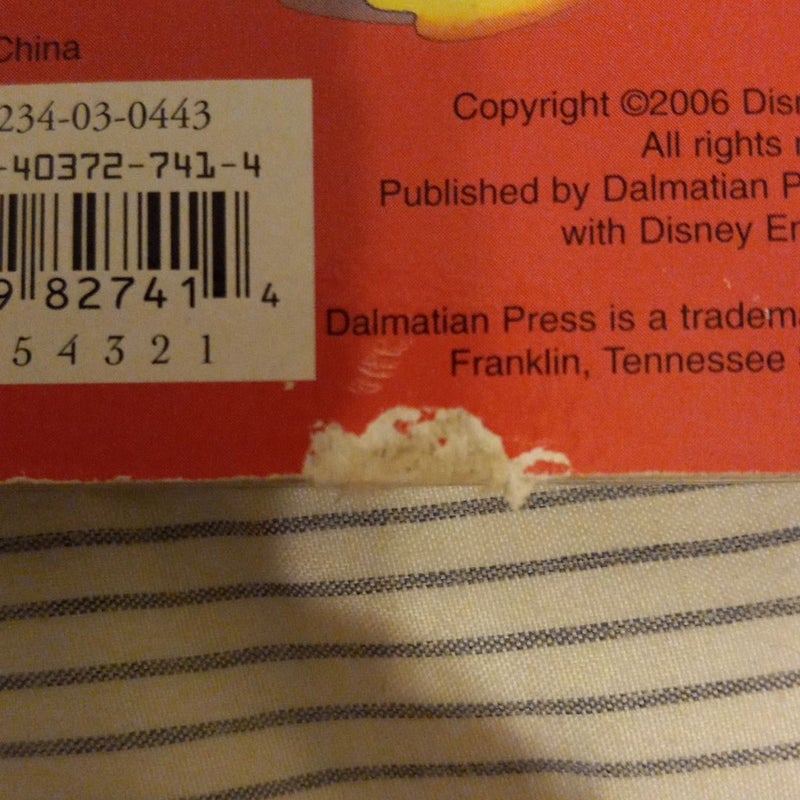 China
234-03-0443
-40372-741-4
9 82741 4
5 4 3 2 1
Copyright ©2006
All rights
Published by Dalmatian
with Disney
Dalmatian Press is a
Franklin, Tennessee